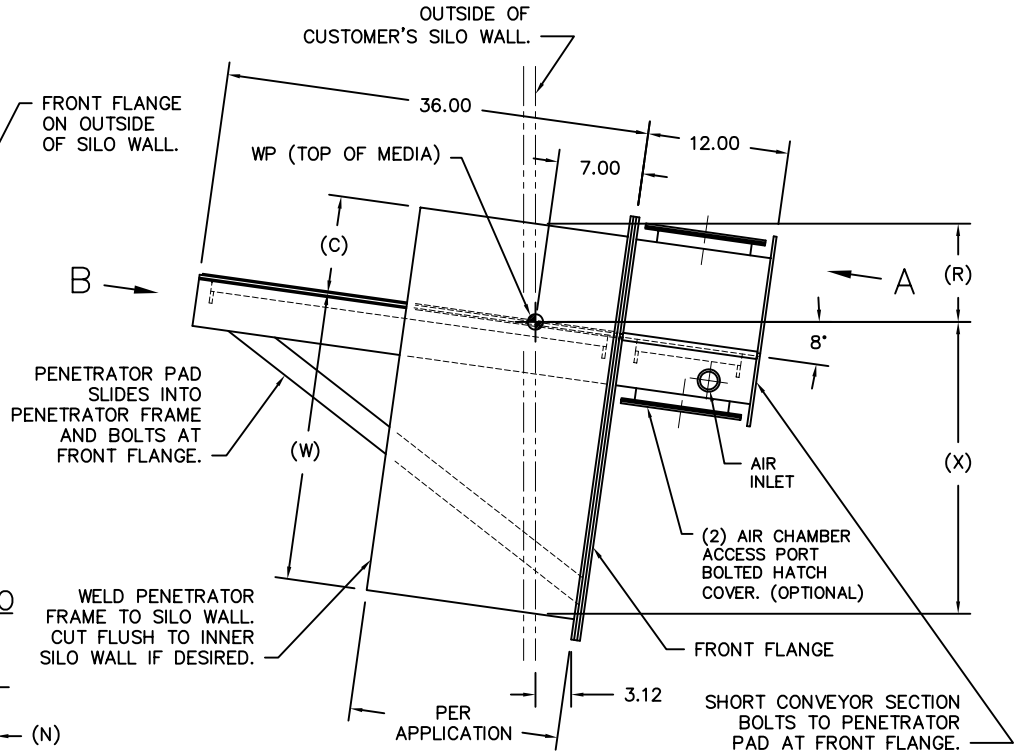 OUTSIDE OF
CUSTOMER'S SILO WALL.
FRONT FLANGE
ON OUTSIDE
OF SILO WALL.
36.00
12.00
WP (TOP OF MEDIA)
7.00
(C)
(R)
B
A
8°
PENETRATOR PAD
SLIDES INTO
PENETRATOR FRAME
AND BOLTS AT
FRONT FLANGE.
(W)
(X)
AIR
INLET
(2) AIR CHAMBER
ACCESS PORT
BOLTED HATCH
COVER. (OPTIONAL)
WELD PENETRATOR
FRAME TO SILO WALL.
CUT FLUSH TO INNER
SILO WALL IF DESIRED.
FRONT FLANGE
3.12
PER
APPLICATION
SHORT CONVEYOR SECTION
BOLTS TO PENETRATOR
PAD AT FRONT FLANGE.
(N)